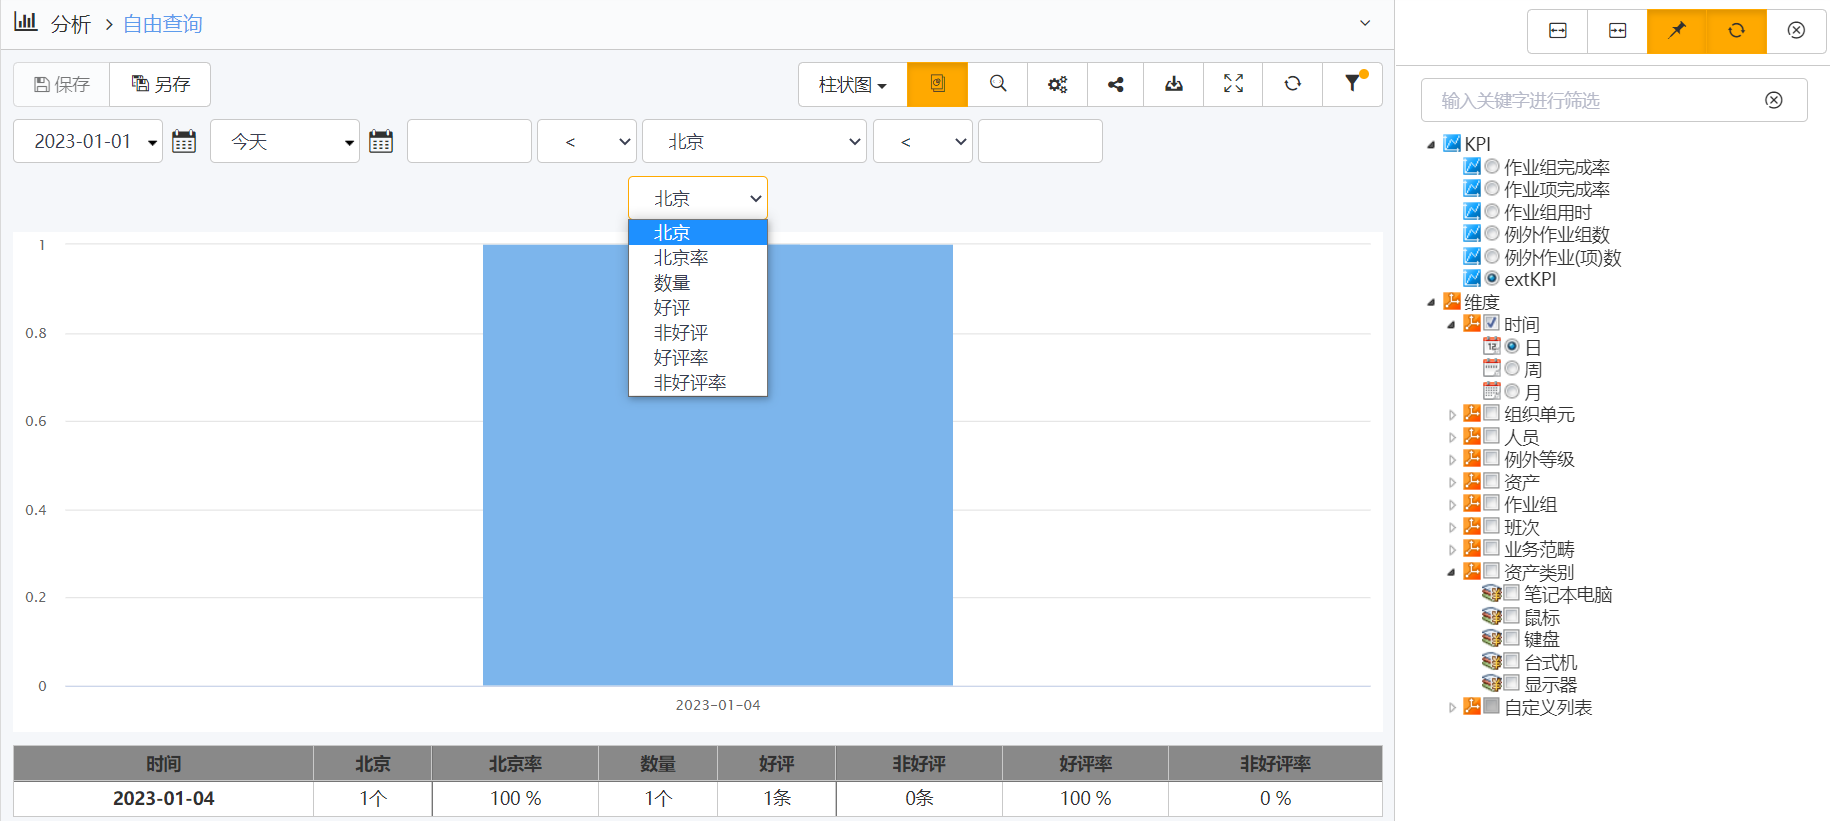 分析 > 自由查询
保存 另存 柱状图
2023-01-01 今天 < 北京 <
北京
北京
北京率
数量
好评
非好评
好评率
非好评率
1
0.8
0.6
0.4
0.2
0
2023-01-04
时间 北京 北京率 数量 好评 非好评 好评率 非好评率
2023-01-04 1个 100 % 1个 1条 0条 100 % 0 %
输入关键字进行筛选
KPI
作业组完成率
作业项完成率
作业组用时
例外作业组数
例外作业(项)数
extKPI
维度
时间
12 日
周
月
组织单元
人员
例外等级
资产
作业组
班次
业务范畴
资产类别
笔记本电脑
鼠标
键盘
台式机
显示器
自定义列表